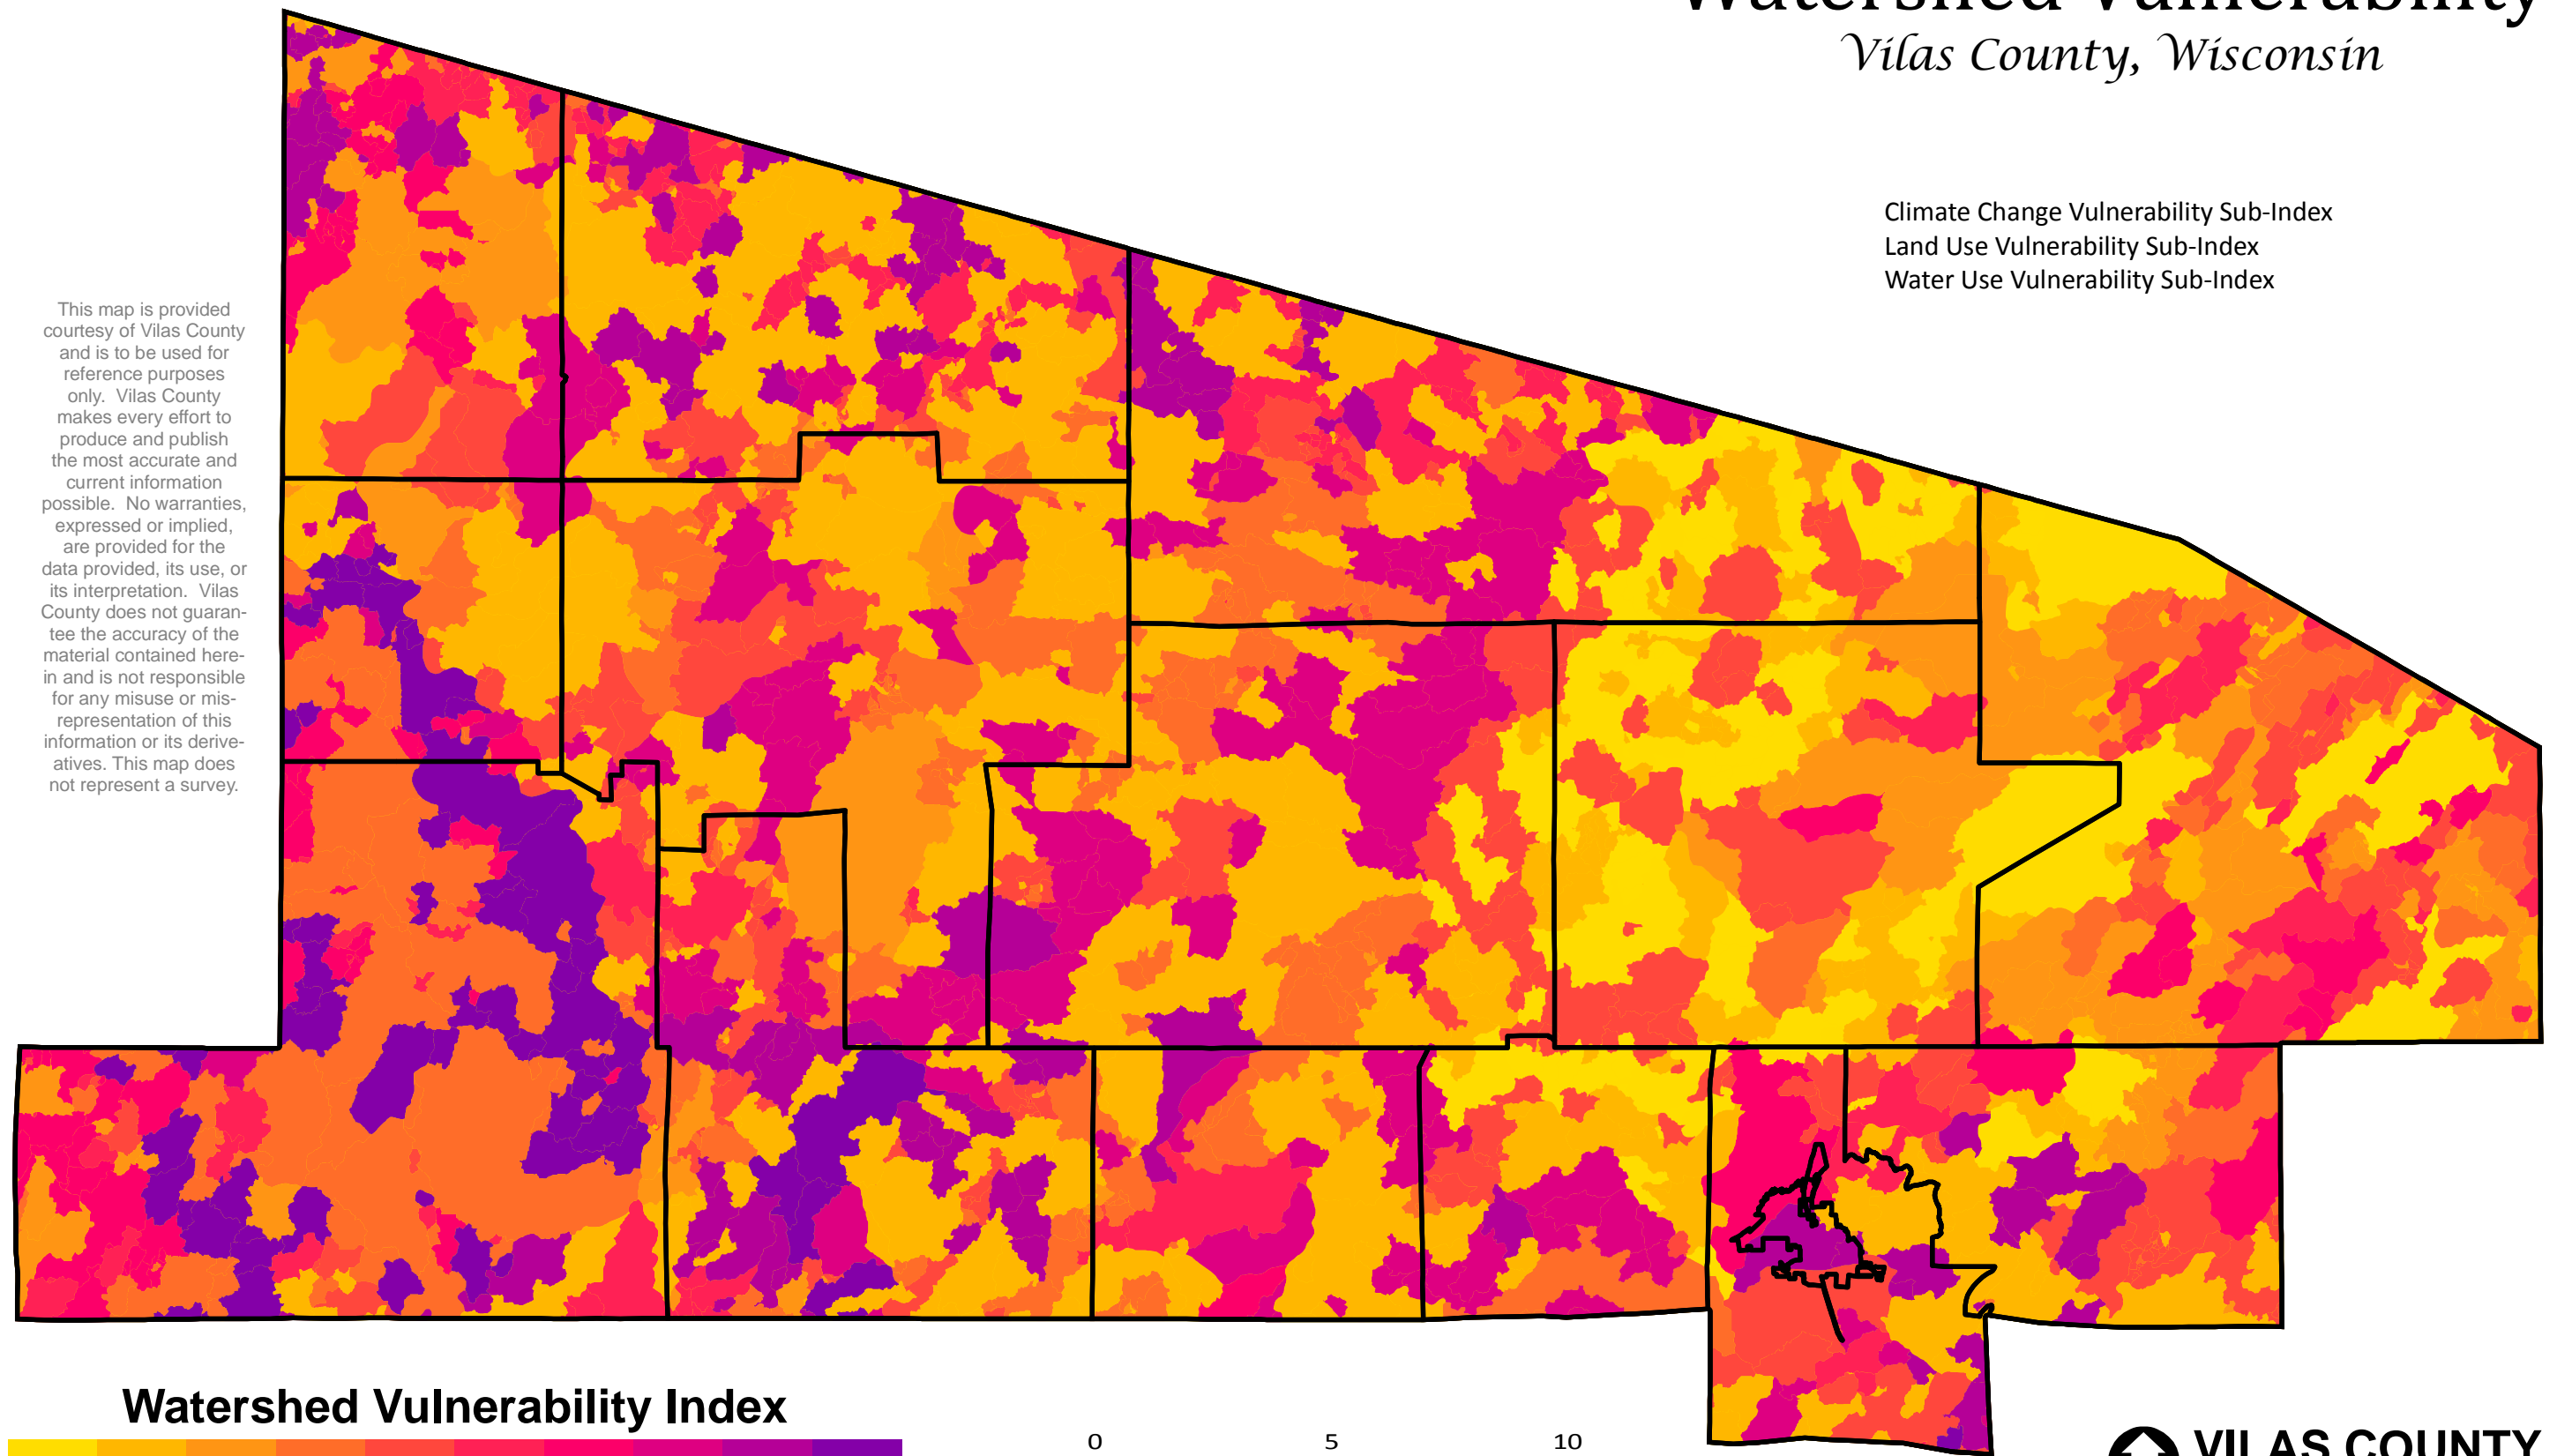 Watershed Vulnerability
Vilas County, Wisconsin
Climate Change Vulnerability Sub-Index
Land Use Vulnerability Sub-Index
Water Use Vulnerability Sub-Index
This map is provided
courtesy of Vilas County
and is to be used for
reference purposes
only. Vilas County
makes every effort to
produce and publish
the most accurate and
current information
possible. No warranties,
expressed or implied,
are provided for the
data provided, its use, or
its interpretation. Vilas
County does not guaran-
tee the accuracy of the
material contained here-
in and is not responsible
for any misuse or mis-
representation of this
information or its derive-
atives. This map does
not represent a survey.
Watershed Vulnerability Index
0 5 10
VILAS COUNTY